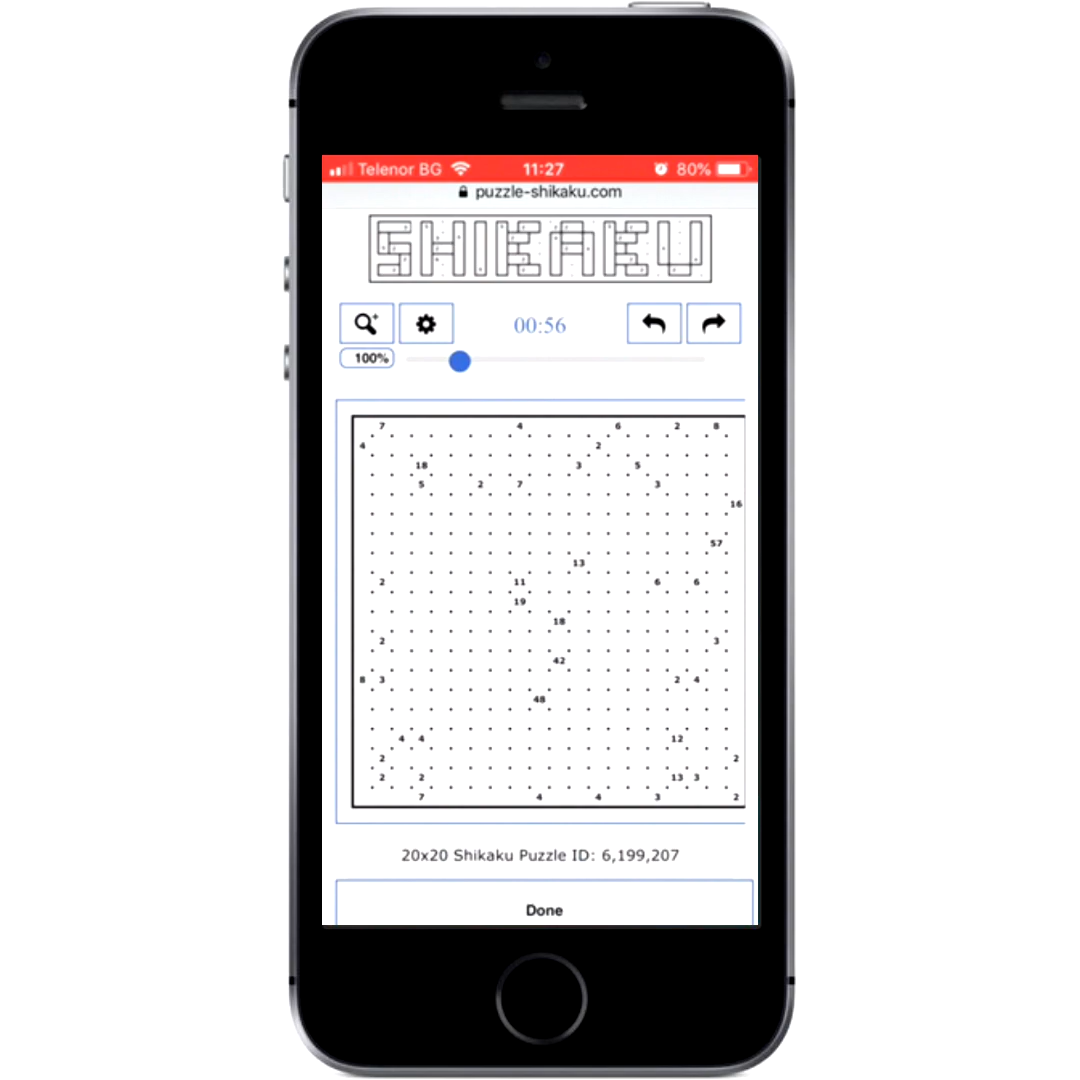 Telenor BG 11:27 80%
puzzle-shikaku.com
SHIKAKU
00:56
100%
7 4 6 2 8
4 2
18 3 5
5 2 7 3
16
57
13
2 11 6 6
19
18
2 3
42
8 3 2 4
48
4 4 12
2 2
2 2 13 3
7 4 4 3 2
20x20 Shikaku Puzzle ID: 6,199,207
Done